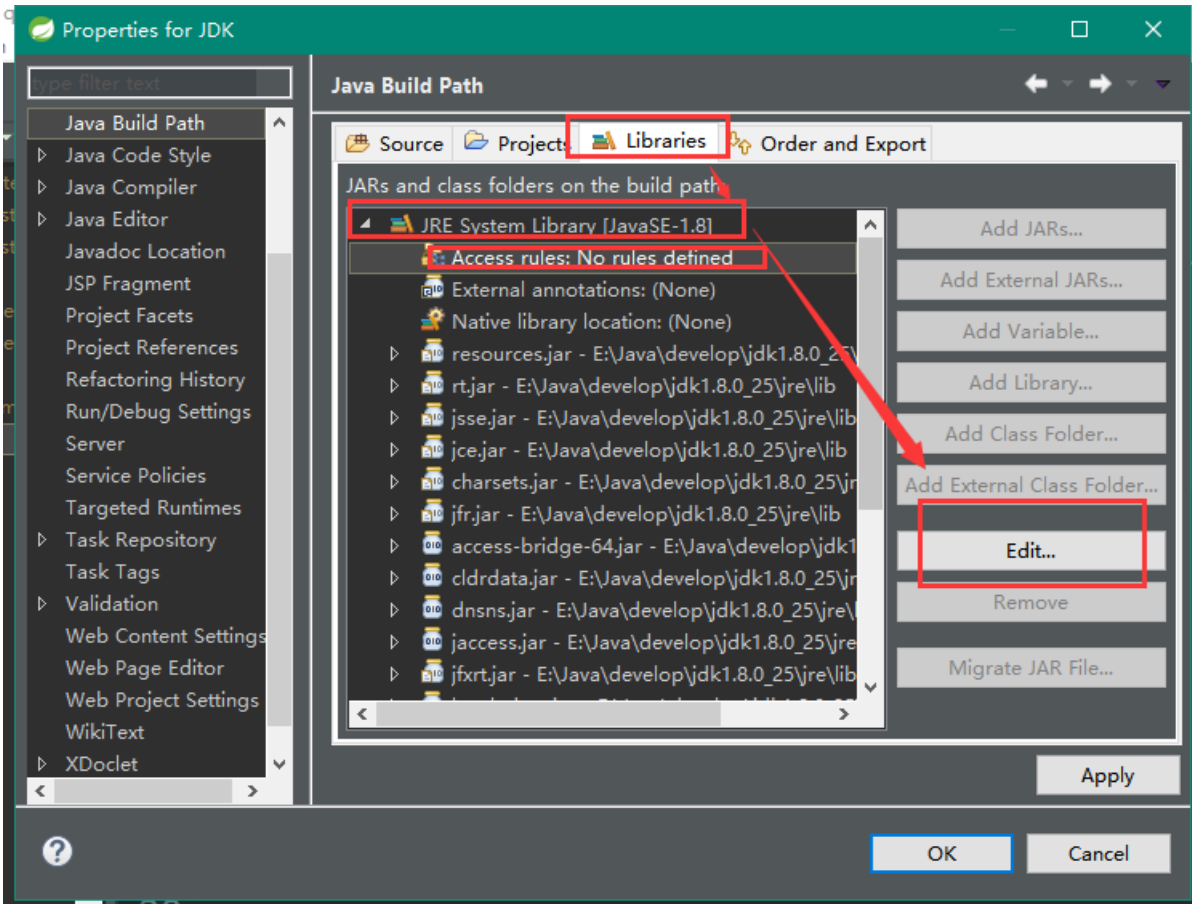 Properties for JDK
type filter text
Java Build Path
Java Code Style
Java Compiler
Java Editor
Javadoc Location
JSP Fragment
Project Facets
Project References
Refactoring History
Run/Debug Settings
Server
Service Policies
Targeted Runtimes
Task Repository
Task Tags
Validation
Web Content Settings
Web Page Editor
Web Project Settings
WikiText
XDoclet
Java Build Path
Source Projects Libraries Order and Export
JARs and class folders on the build path
JRE System Library [JavaSE-1.8]
Access rules: No rules defined
External annotations: (None)
Native library location: (None)
resources.jar - E:\Java\develop\jdk1.8.0_25\
rt.jar - E:\Java\develop\jdk1.8.0_25\jre\lib
jsse.jar - E:\Java\develop\jdk1.8.0_25\jre\lib
jce.jar - E:\Java\develop\jdk1.8.0_25\jre\lib
charsets.jar - E:\Java\develop\jdk1.8.0_25\jr
jfr.jar - E:\Java\develop\jdk1.8.0_25\jre\lib
access-bridge-64.jar - E:\Java\develop\jdk1
cldrdata.jar - E:\Java\develop\jdk1.8.0_25\jr
dnsns.jar - E:\Java\develop\jdk1.8.0_25\jre\l
jaccess.jar - E:\Java\develop\jdk1.8.0_25\jre
jfxrt.jar - E:\Java\develop\jdk1.8.0_25\jre\lib
Add JARs...
Add External JARs...
Add Variable...
Add Library...
Add Class Folder...
Add External Class Folder...
Edit...
Remove
Migrate JAR File...
Apply
OK
Cancel